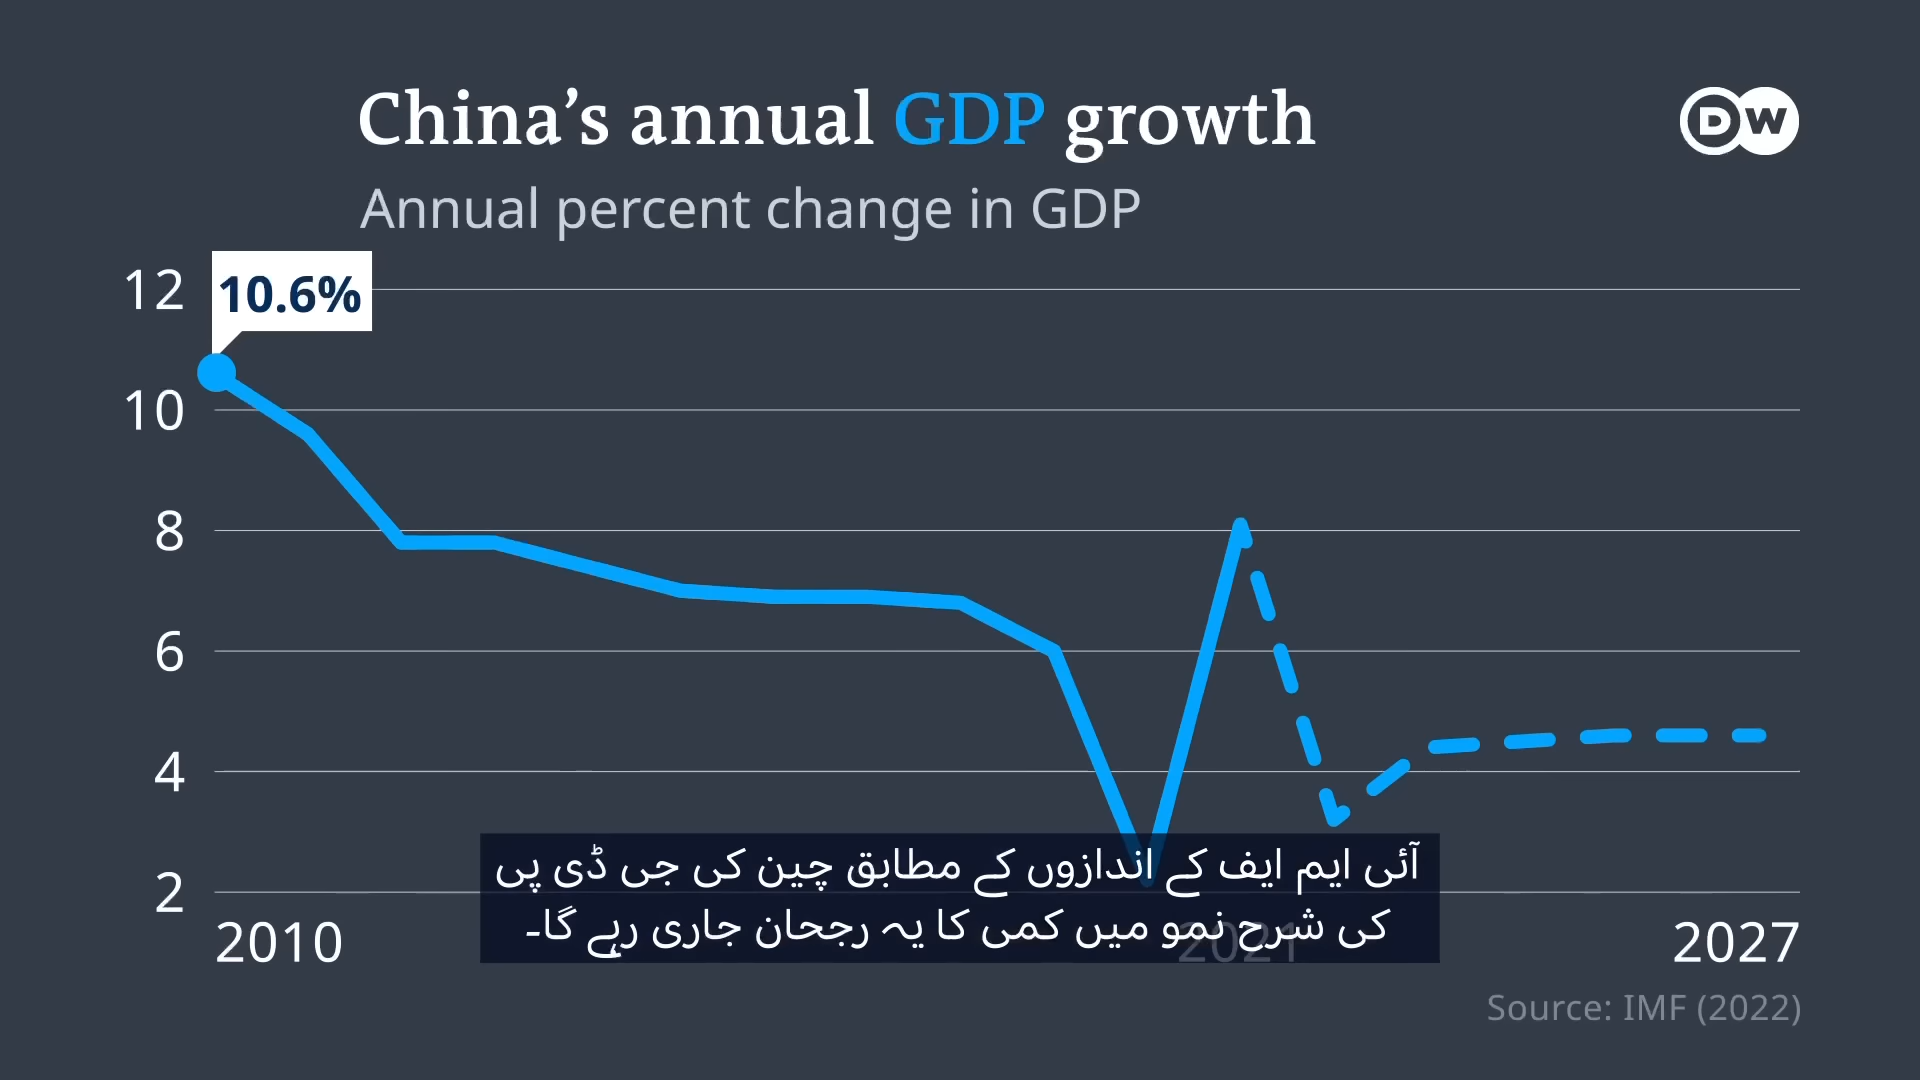 China’s annual GDP growth
DW
Annual percent change in GDP
12
10.6%
10
8
6
4
2
آئی ایم ایف کے اندازوں کے مطابق چین کی جی ڈی پی
کی شرح نمو میں کمی کا یہ رجحان جاری رہے گا۔
2010
2021
2027
Source: IMF (2022)